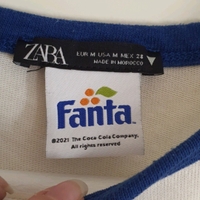 ZARA
EUR M USA M MEX 28
MADE IN MOROCCO
Fanta
©2021 The Coca Cola Company.
All rights reserved